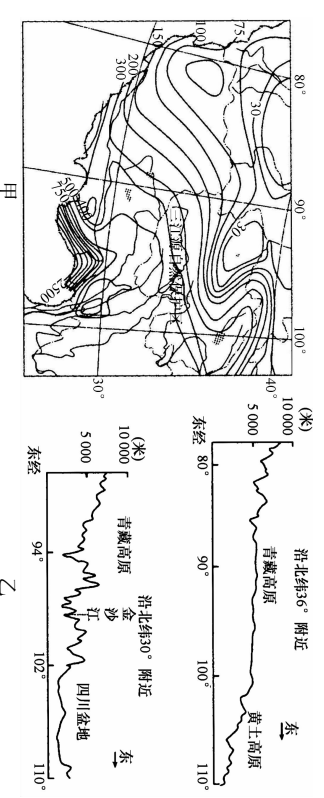 80°
90°
100°
40°
30°
75
100
150
200
300
30
30
三江源自然保护区
500
750
500
甲
(米)
10 000
5 000
沿北纬36°附近
东
青藏高原
黄土高原
东经 80° 90° 100° 110°
(米)
10 000
5 000
沿北纬30°附近
东
青藏高原
金沙江
四川盆地
东经 94° 102° 110°
乙